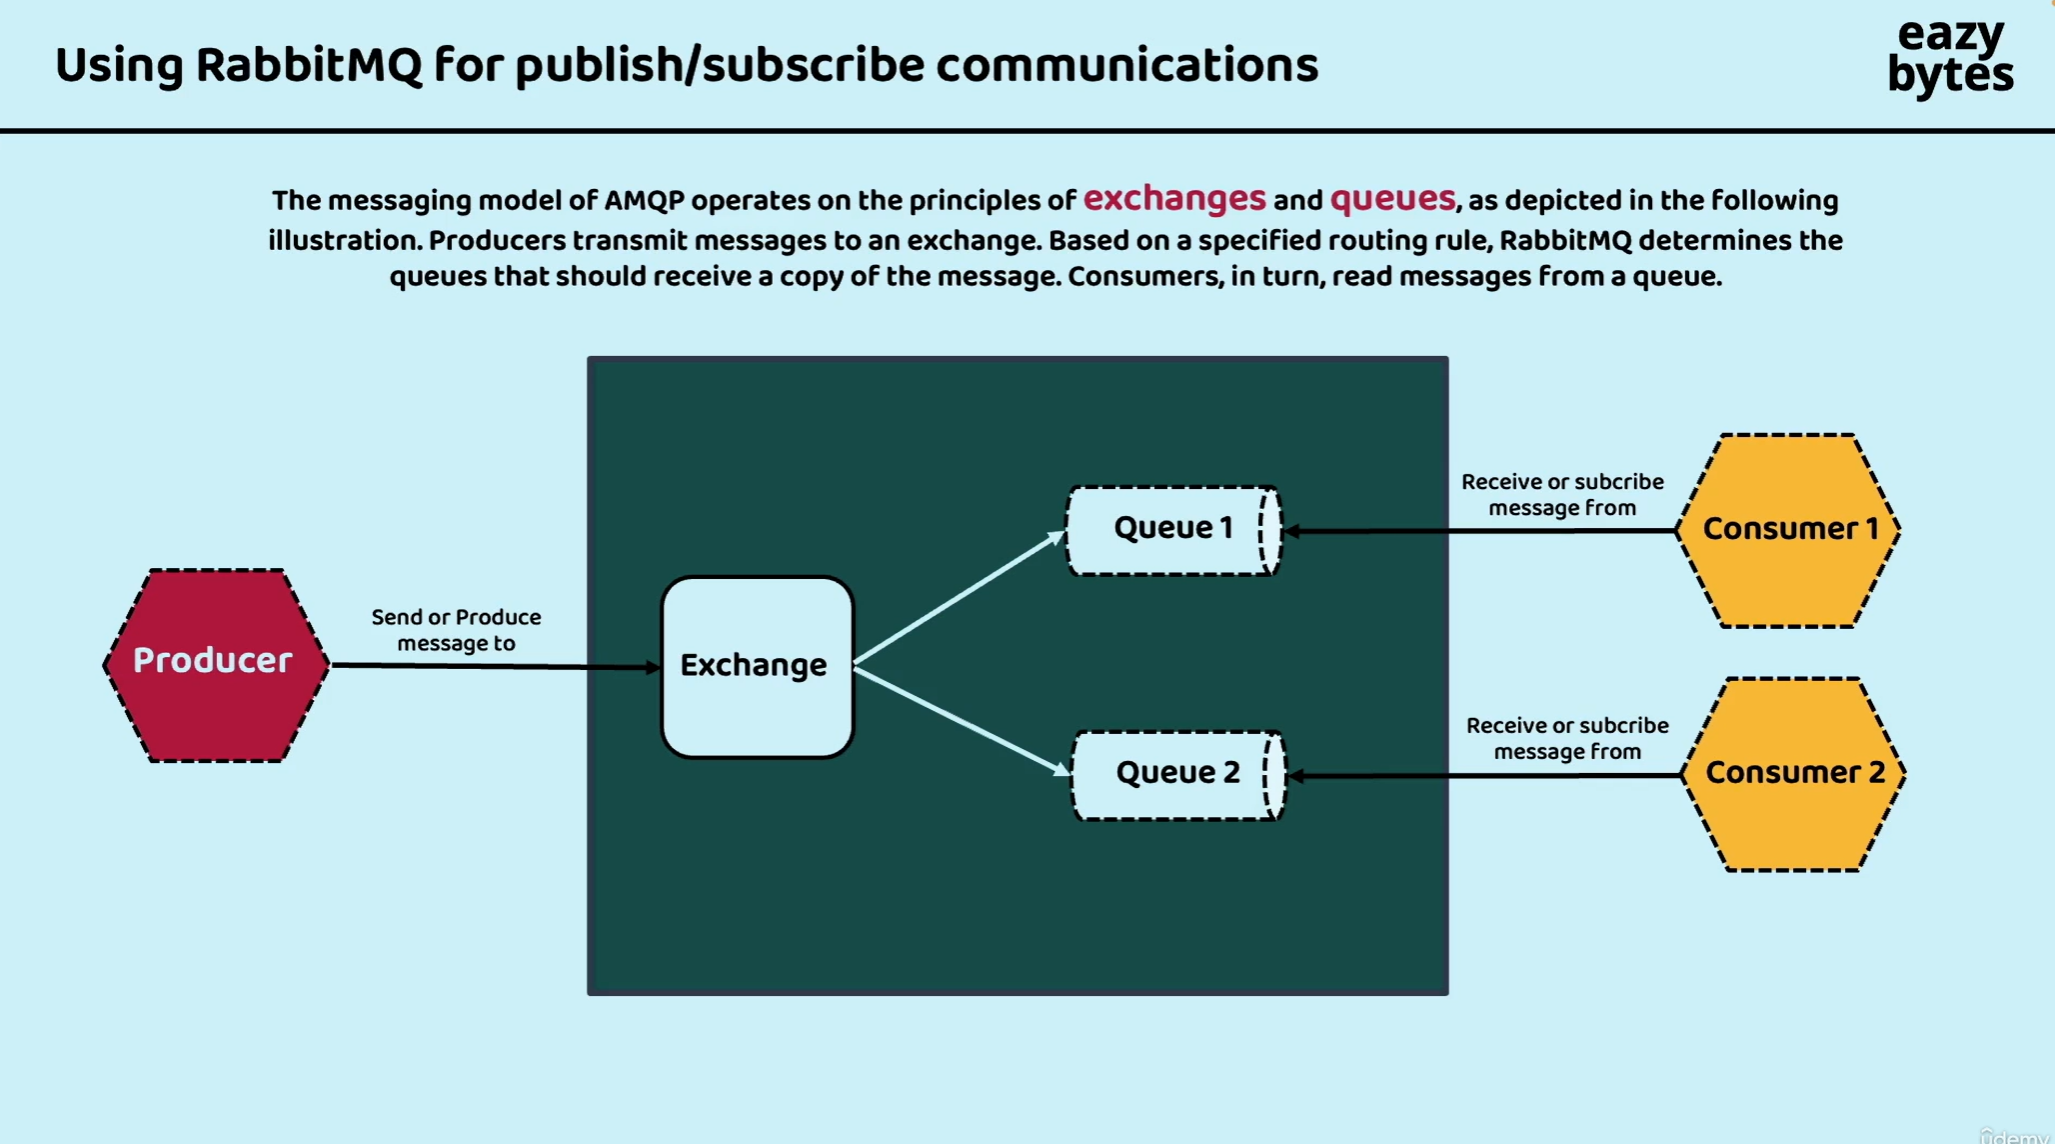 Using RabbitMQ for publish/subscribe communications
eazy
bytes
The messaging model of AMQP operates on the principles of exchanges and queues, as depicted in the following
illustration. Producers transmit messages to an exchange. Based on a specified routing rule, RabbitMQ determines the
queues that should receive a copy of the message. Consumers, in turn, read messages from a queue.
Producer
Send or Produce
message to
Exchange
Queue 1
Receive or subcribe
message from
Consumer 1
Queue 2
Receive or subcribe
message from
Consumer 2
ûdemy